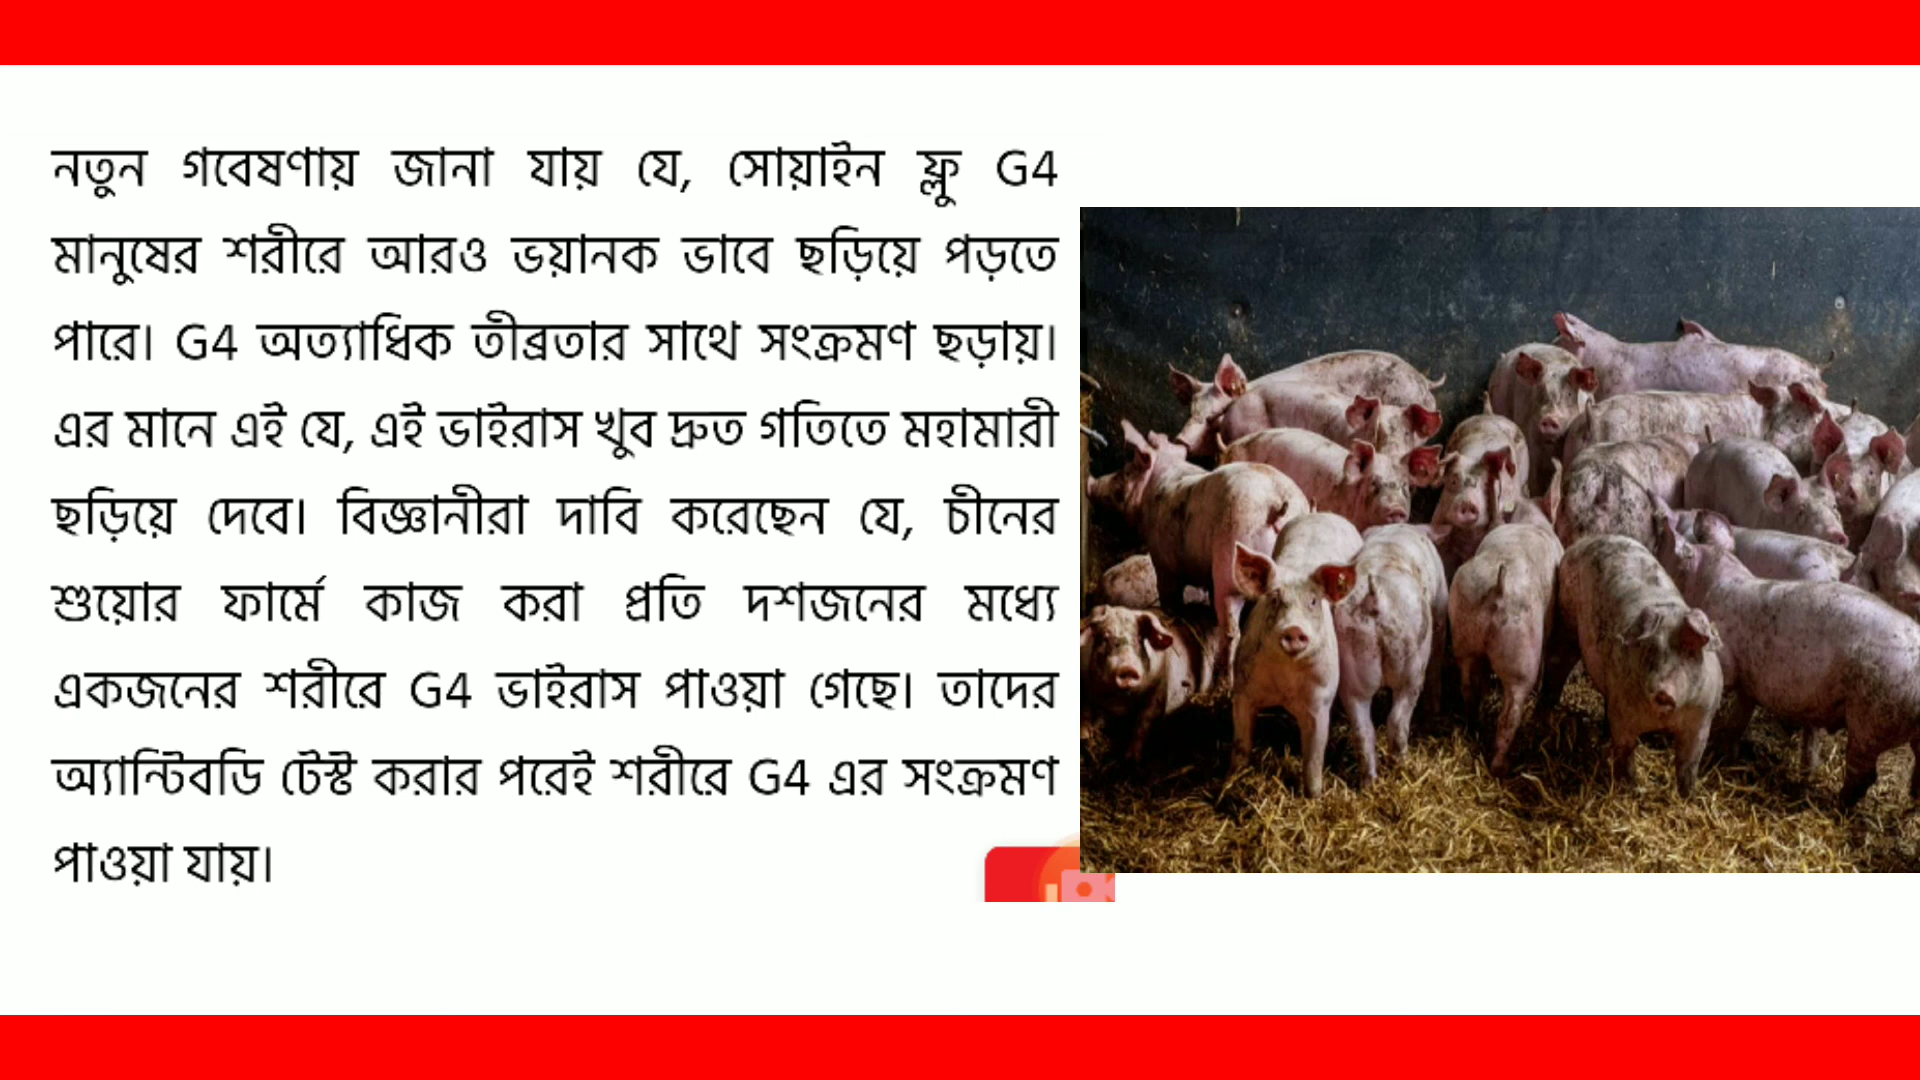 নতুন গবেষণায় জানা যায় যে, সোয়াইন ফ্লু G4
মানুষের শরীরে আরও ভয়ানক ভাবে ছড়িয়ে পড়তে
পারে। G4 অত্যাধিক তীব্রতার সাথে সংক্রমণ ছড়ায়।
এর মানে এই যে, এই ভাইরাস খুব দ্রুত গতিতে মহামারী
ছড়িয়ে দেবে। বিজ্ঞানীরা দাবি করেছেন যে, চীনের
শুয়োর ফার্মে কাজ করা প্রতি দশজনের মধ্যে
একজনের শরীরে G4 ভাইরাস পাওয়া গেছে। তাদের
অ্যান্টিবডি টেস্ট করার পরেই শরীরে G4 এর সংক্রমণ
পাওয়া যায়।